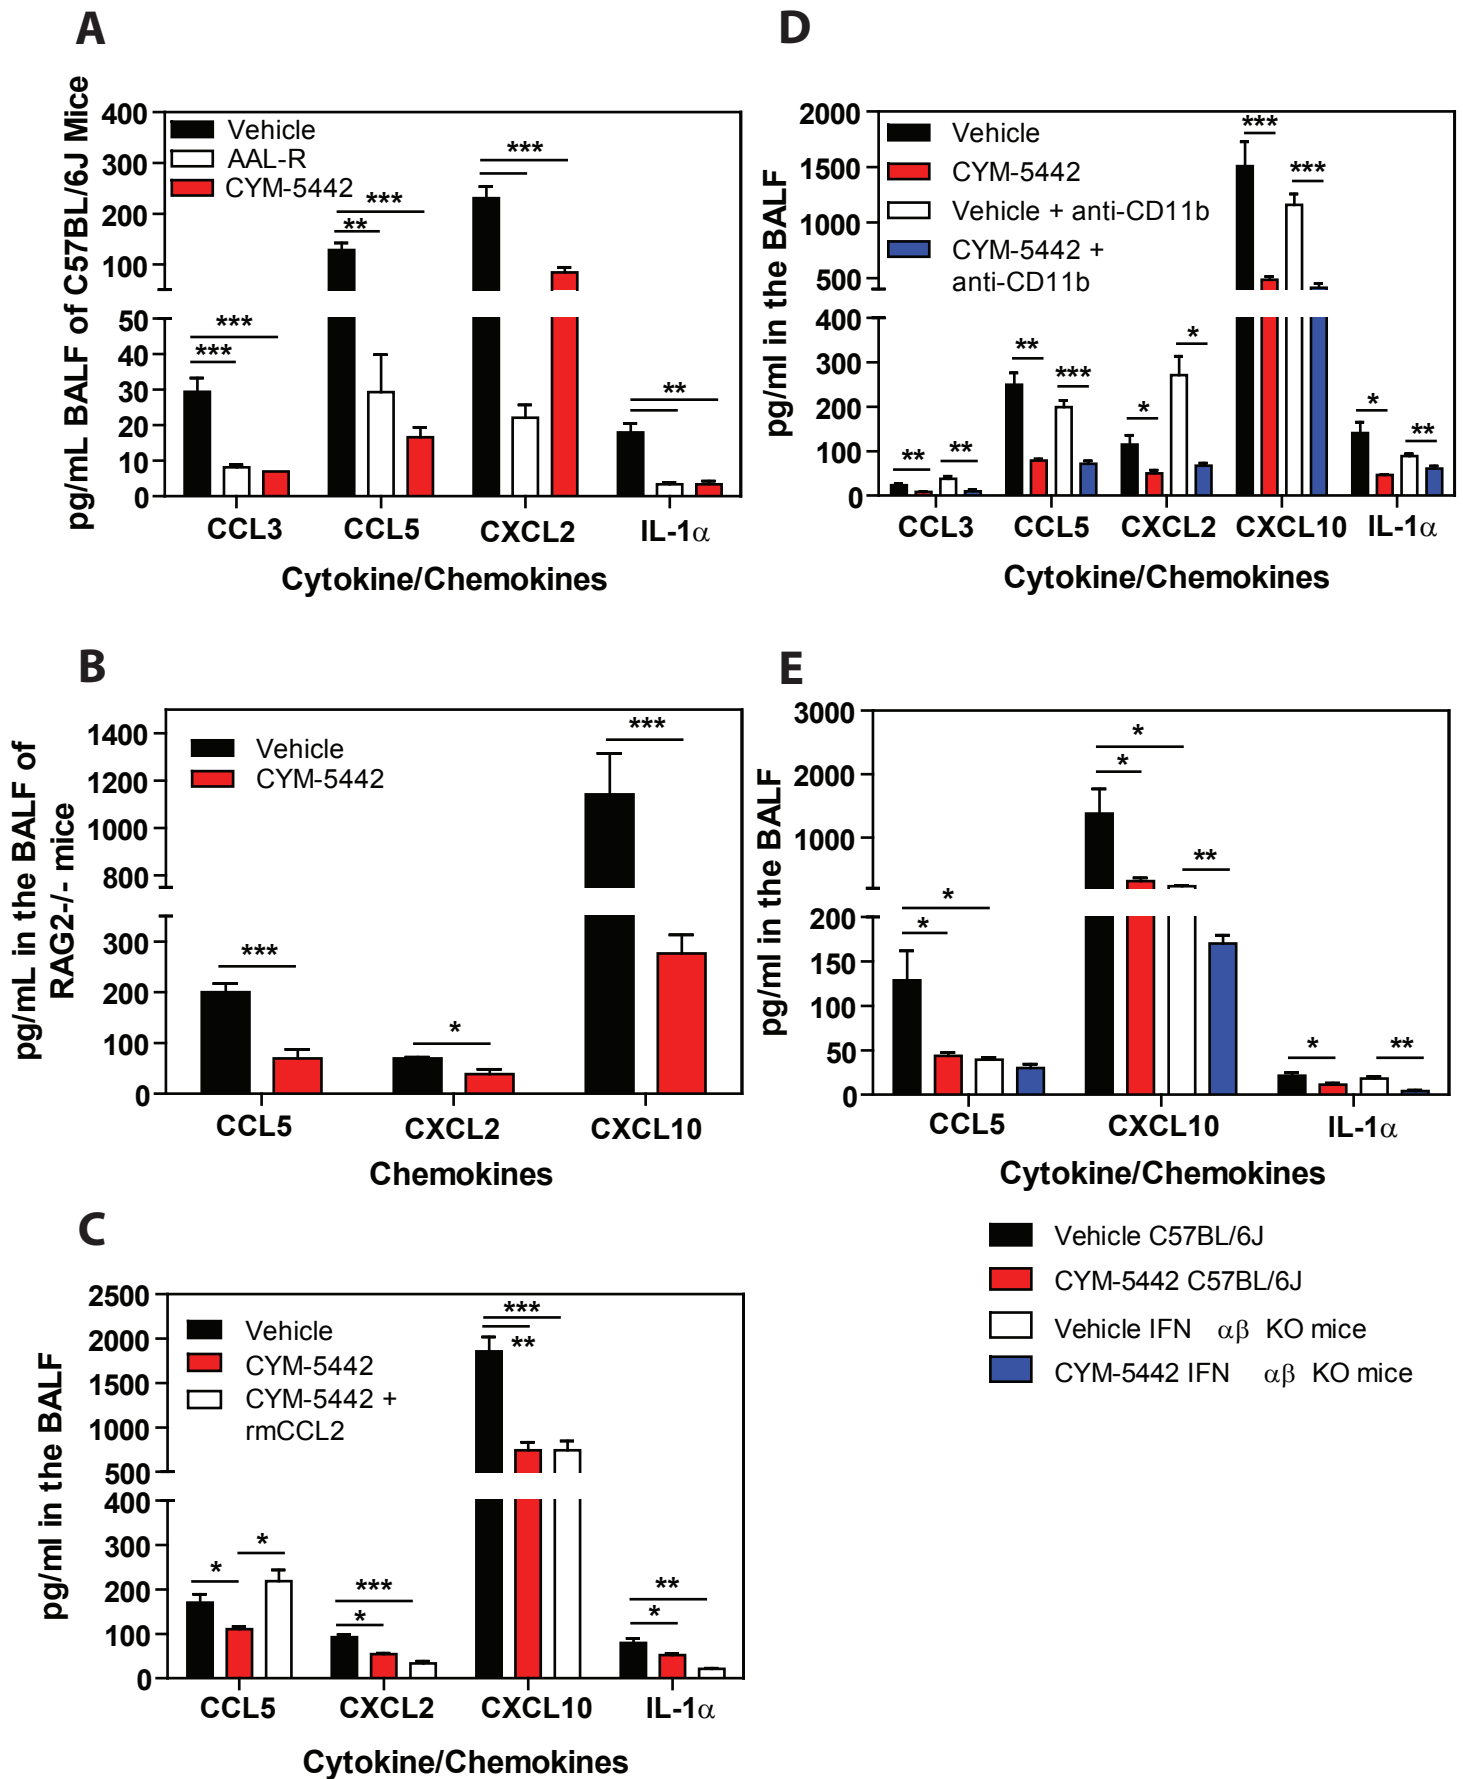 A
pg/mL BALF of C57BL/6J Mice
400
300
200
100
50
40
30
20
10
0
Vehicle
AAL-R
CYM-5442
***
***
**
***
***
**
CCL3
CCL5
CXCL2
IL-1α
Cytokine/Chemokines
D
pg/ml in the BALF
2000
1500
1000
500
400
300
200
100
0
Vehicle
CYM-5442
Vehicle + anti-CD11b
CYM-5442 +
anti-CD11b
**
**
**
***
*
*
***
***
*
**
CCL3
CCL5
CXCL2
CXCL10
IL-1α
Cytokine/Chemokines
B
pg/mL in the BALF of
RAG2-/- mice
1400
1200
1000
800
300
200
100
0
Vehicle
CYM-5442
***
*
***
CCL5
CXCL2
CXCL10
Chemokines
E
pg/ml in the BALF
3000
2000
1000
200
150
100
50
0
*
*
*
*
**
*
**
CCL5
CXCL10
IL-1α
Cytokine/Chemokines
Vehicle C57BL/6J
CYM-5442 C57BL/6J
Vehicle IFN αβ KO mice
CYM-5442 IFN αβ KO mice
C
pg/ml in the BALF
2500
2000
1500
1000
500
400
300
200
100
0
Vehicle
CYM-5442
CYM-5442 +
rmCCL2
*
*
***
*
***
**
**
*
CCL5
CXCL2
CXCL10
IL-1α
Cytokine/Chemokines